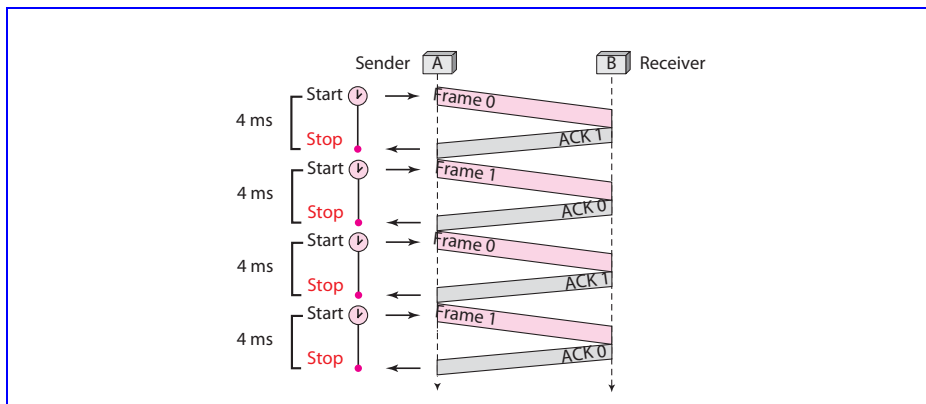 Sender A B Receiver
Start Frame 0
4 ms
Stop ACK 1
Start Frame 1
4 ms
Stop ACK 0
Start Frame 0
4 ms
Stop ACK 1
Start Frame 1
4 ms
Stop ACK 0